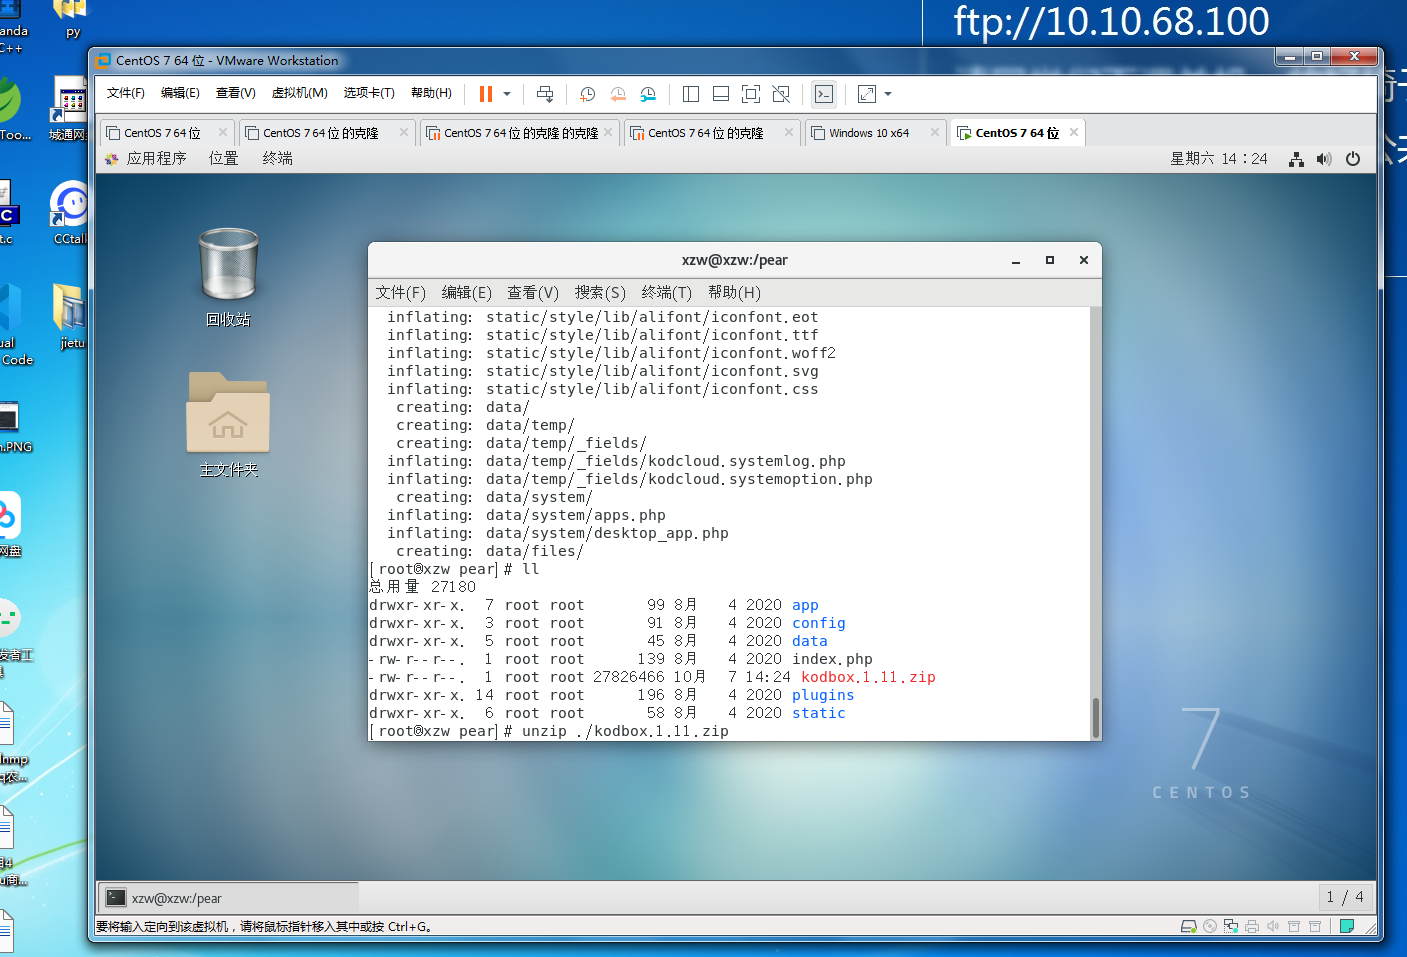 ftp://10.10.68.100
anda
C++
py
CentOS 7 64 位 - VMware Workstation
文件(F) 编辑(E) 查看(V) 虚拟机(M) 选项卡(T) 帮助(H)
CentOS 7 64 位 CentOS 7 64 位 的克隆 CentOS 7 64 位 的克隆 的克隆 CentOS 7 64 位 的克隆 Windows 10 x64 CentOS 7 64 位
Too...
城通网
应用程序 位置 终端 星期六 14：24
C
t.c
CCtalk
回收站
主文件夹
ual
Code
jietu
n.PNG
网盘
发者工
xzw@xzw:/pear
文件(F) 编辑(E) 查看(V) 搜索(S) 终端(T) 帮助(H)
inflating: static/style/lib/alifont/iconfont.eot
inflating: static/style/lib/alifont/iconfont.ttf
inflating: static/style/lib/alifont/iconfont.woff2
inflating: static/style/lib/alifont/iconfont.svg
inflating: static/style/lib/alifont/iconfont.css
creating: data/
creating: data/temp/
creating: data/temp/_fields/
inflating: data/temp/_fields/kodcloud.systemlog.php
inflating: data/temp/_fields/kodcloud.systemoption.php
creating: data/system/
inflating: data/system/apps.php
inflating: data/system/desktop_app.php
creating: data/files/
[root@xzw pear]# ll
总用量 27180
drwxr-xr-x. 7 root root 99 8月 4 2020 app
drwxr-xr-x. 3 root root 91 8月 4 2020 config
drwxr-xr-x. 5 root root 45 8月 4 2020 data
-rw-r--r--. 1 root root 139 8月 4 2020 index.php
-rw-r--r--. 1 root root 27826466 10月 7 14:24 kodbox.1.11.zip
drwxr-xr-x. 14 root root 196 8月 4 2020 plugins
drwxr-xr-x. 6 root root 58 8月 4 2020 static
[root@xzw pear]# unzip ./kodbox.1.11.zip
7
CENTOS
lnmp
xzw@xzw:/pear 1 / 4
要将输入定向到该虚拟机，请将鼠标指针移入其中或按 Ctrl+G。